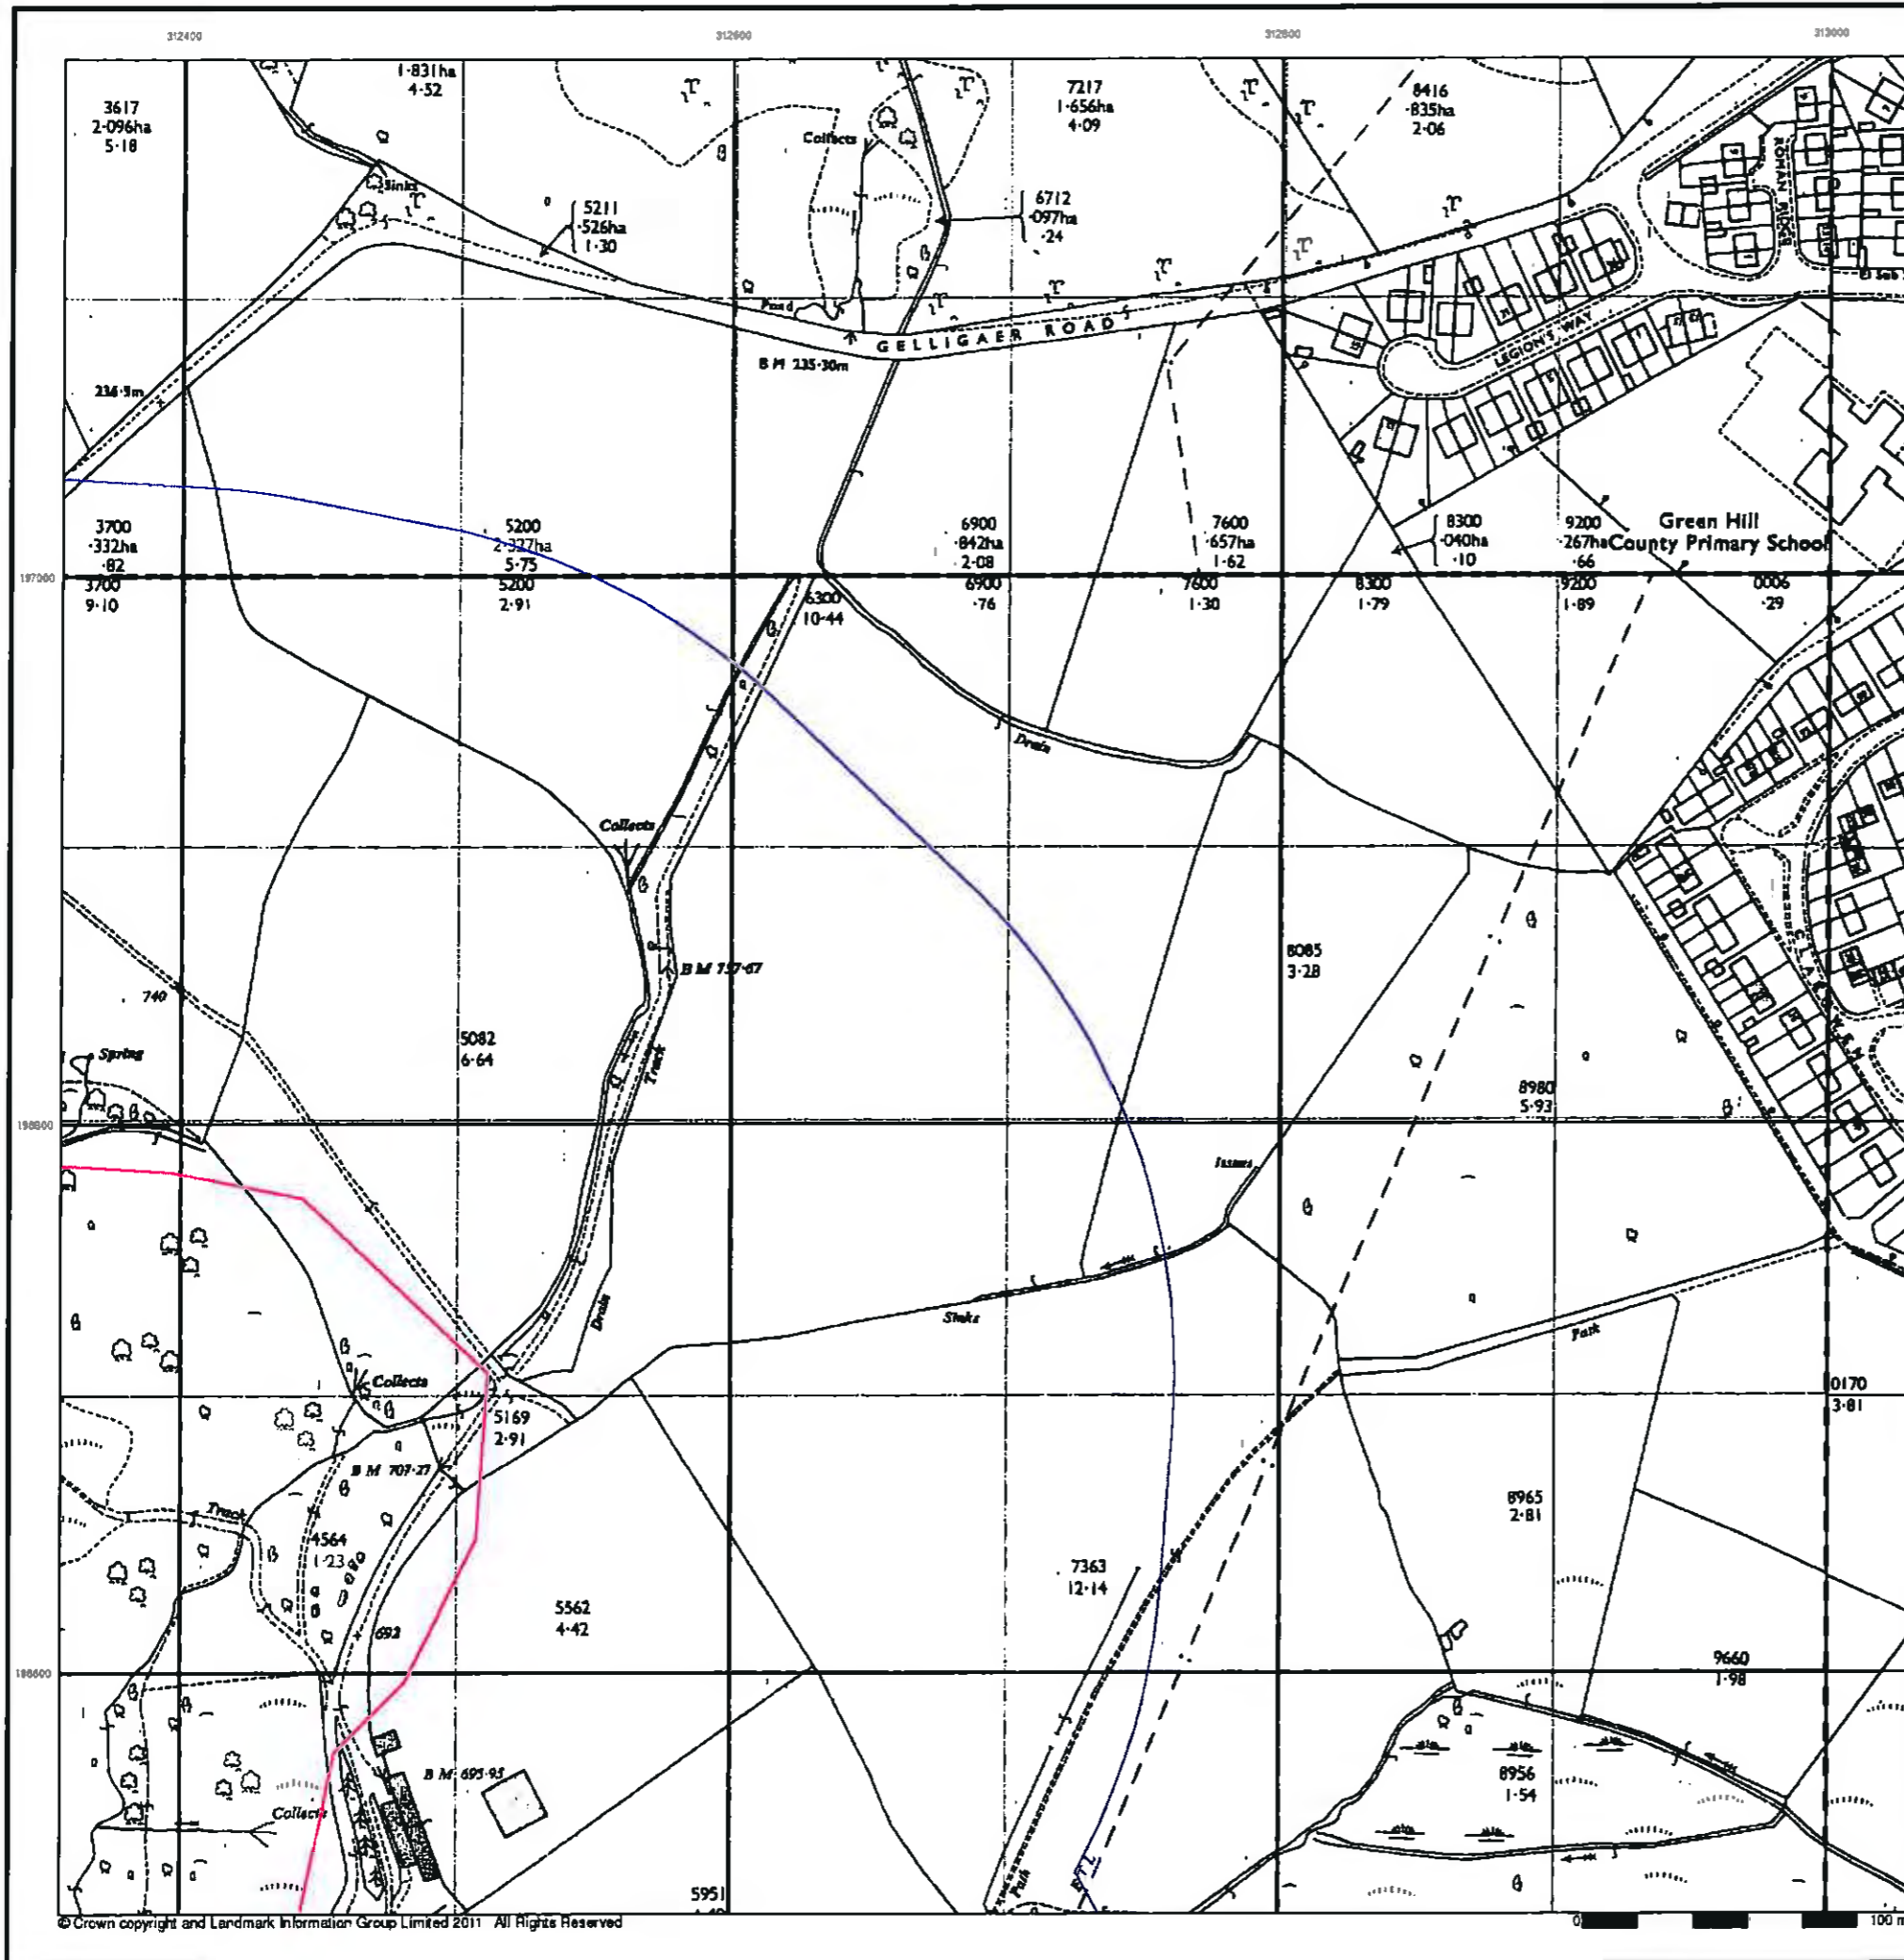 312400
312600
312800
313000
3617
2·096ha
5·18
1·831ha
4·52
7217
1·656ha
4·09
8416
·835ha
2·06
ROMAN RIDGE
Collects
Sinks
5211
·526ha
1·30
6712
·097ha
·24
Pond
El Sub
GELLIGAER ROAD
LEGION'S WAY
B M 235·30m
3700
·332ha
·82
5200
2·327ha
5·75
6900
·842ha
2·08
7600
·657ha
1·62
8300
·040ha
·10
9200
·267ha
·66
Green Hill
County Primary School
197000
3700
9·10
5200
2·91
6300
10·44
6900
·76
7600
1·30
8300
1·79
9200
1·89
0006
·29
Drain
Collects
B M 757·67
8085
3·28
740
Spring
5082
6·64
Track
8980
5·93
Issues
Drain
Sinks
Path
Collects
5169
2·91
0170
3·81
B M 707·27
Track
4564
1·23
8965
2·81
7363
12·14
5562
4·42
692
9660
1·98
B M 695·95
8956
1·54
Collects
Path
ETL
5951
© Crown copyright and Landmark Information Group Limited 2011 All Rights Reserved
0
100 m